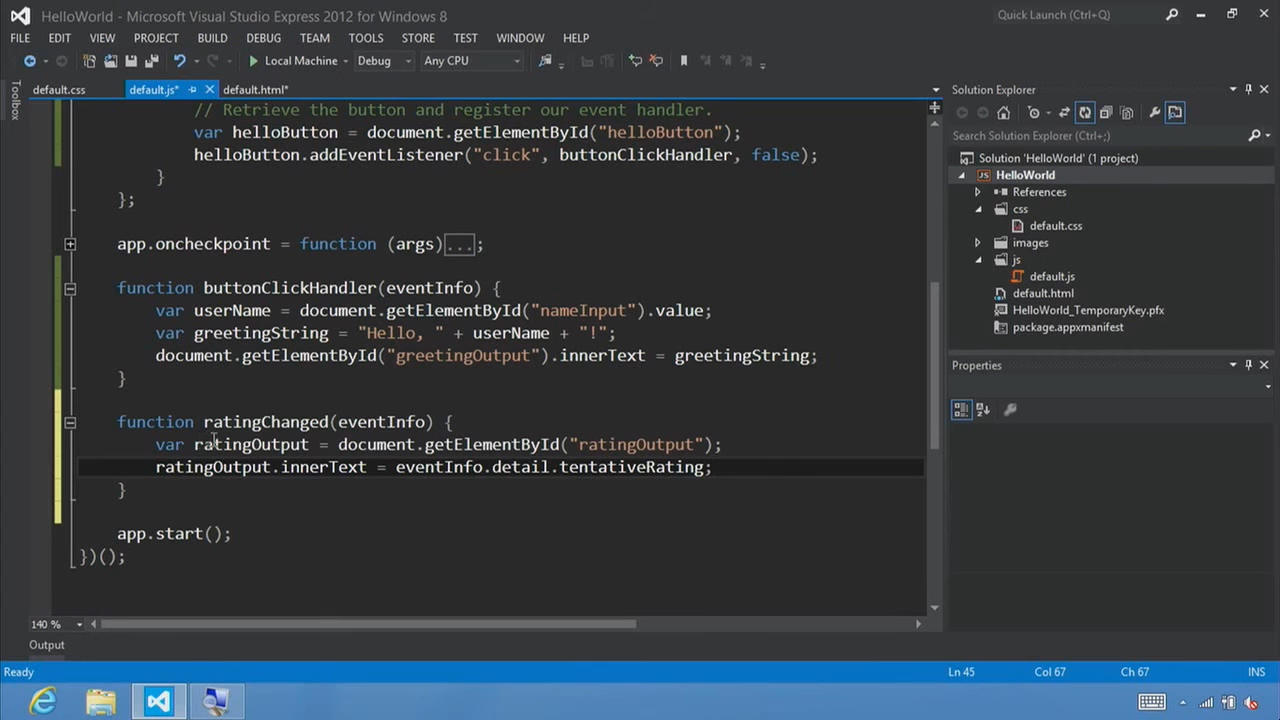 HelloWorld - Microsoft Visual Studio Express 2012 for Windows 8
Quick Launch (Ctrl+Q)
FILE EDIT VIEW PROJECT BUILD DEBUG TEAM TOOLS STORE TEST WINDOW HELP
Local Machine Debug Any CPU
Toolbox
default.css default.js* default.html*
// Retrieve the button and register our event handler.
var helloButton = document.getElementById("helloButton");
helloButton.addEventListener("click", buttonClickHandler, false);
}
};
app.oncheckpoint = function (args)...;
function buttonClickHandler(eventInfo) {
var userName = document.getElementById("nameInput").value;
var greetingString = "Hello, " + userName + "!";
document.getElementById("greetingOutput").innerText = greetingString;
}
function ratingChanged(eventInfo) {
var ratingOutput = document.getElementById("ratingOutput");
ratingOutput.innerText = eventInfo.detail.tentativeRating;
}
app.start();
})();
140 %
Output
Solution Explorer
Search Solution Explorer (Ctrl+;)
Solution 'HelloWorld' (1 project)
JS HelloWorld
References
css
default.css
images
js
default.js
default.html
HelloWorld_TemporaryKey.pfx
package.appxmanifest
Properties
Ready Ln 45 Col 67 Ch 67 INS